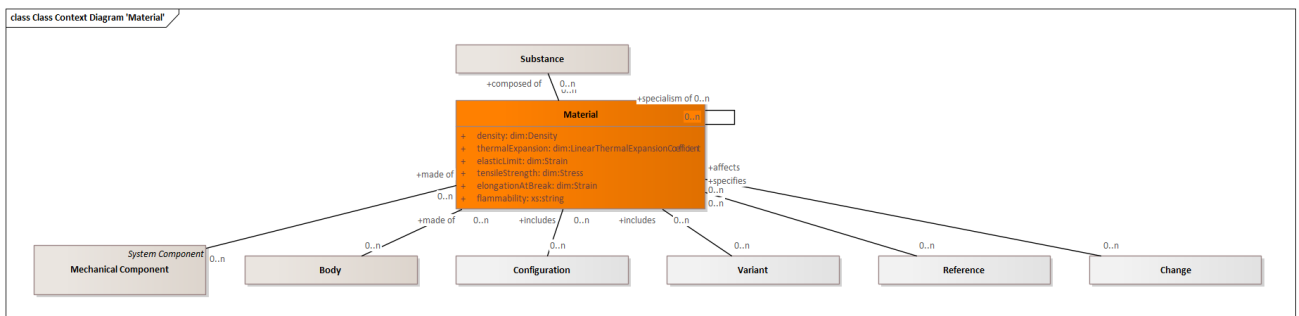 class Class Context Diagram 'Material'
Substance
+composed of 0..n
0..n
+specialism of 0..n
Material
0..n
+ density: dim:Density
+ thermalExpansion: dim:LinearThermalExpansionCoefficient
+ elasticLimit: dim:Strain
+ tensileStrength: dim:Stress
+ elongationAtBreak: dim:Strain
+ flammability: xs:string
+made of
0..n
+affects
+specifies
0..n
0..n
+made of 0..n
+includes 0..n
+includes 0..n
System Component
Mechanical Component
0..n
0..n
Body
0..n
Configuration
0..n
Variant
0..n
Reference
0..n
Change